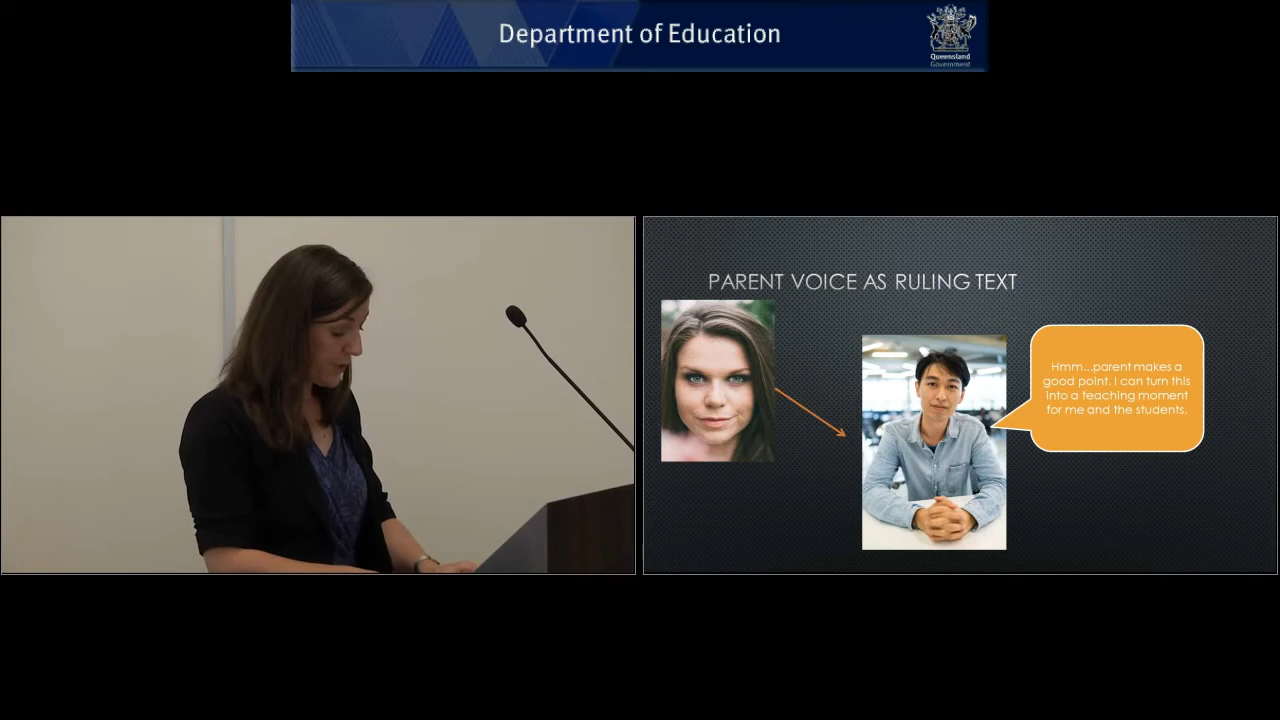 Department of Education
Queensland
Government
PARENT VOICE AS RULING TEXT
Hmm...parent makes a
good point. I can turn this
into a teaching moment
for me and the students.